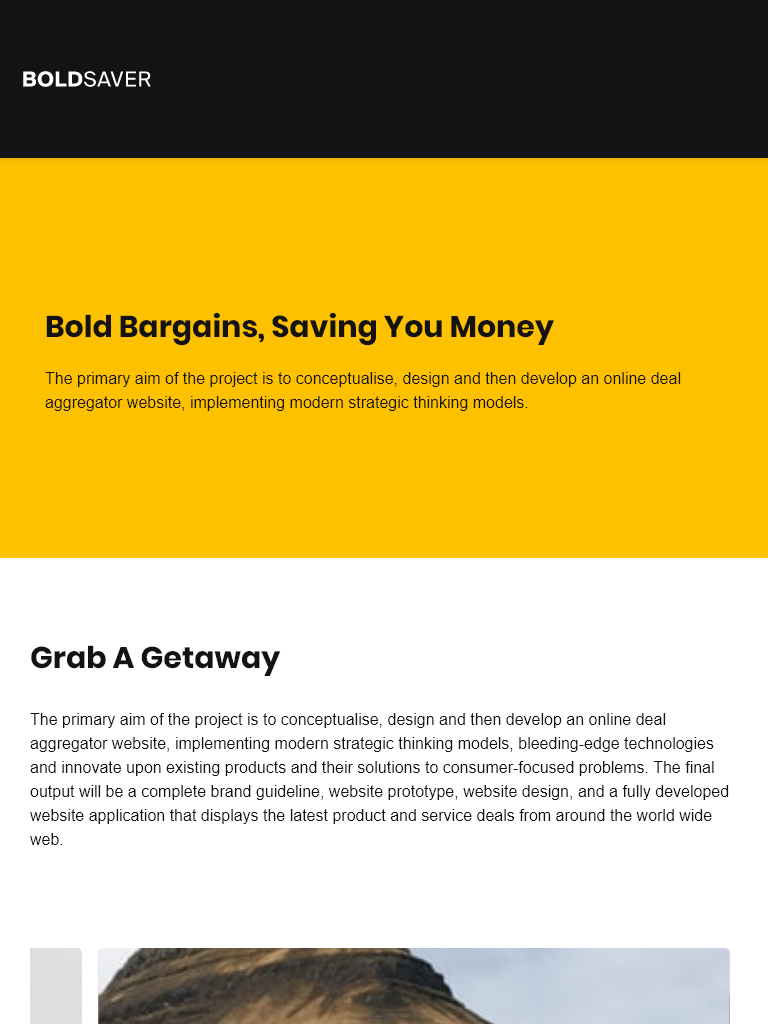 BOLDSAVER
Bold Bargains, Saving You Money
The primary aim of the project is to conceptualise, design and then develop an online deal
aggregator website, implementing modern strategic thinking models.
Grab A Getaway
The primary aim of the project is to conceptualise, design and then develop an online deal
aggregator website, implementing modern strategic thinking models, bleeding-edge technologies
and innovate upon existing products and their solutions to consumer-focused problems. The final
output will be a complete brand guideline, website prototype, website design, and a fully developed
website application that displays the latest product and service deals from around the world wide
web.